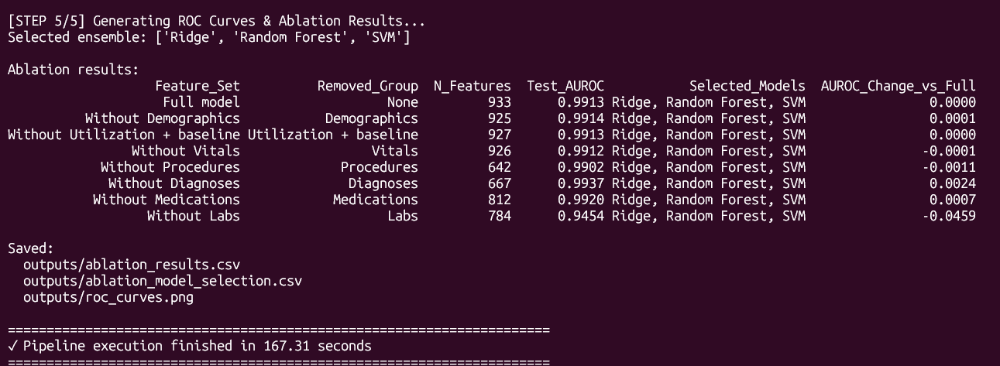 [STEP 5/5] Generating ROC Curves & Ablation Results...
Selected ensemble: ['Ridge', 'Random Forest', 'SVM']
Ablation results:
Feature_Set Removed_Group N_Features Test_AUROC Selected_Models AUROC_Change_vs_Full
Full model None 933 0.9913 Ridge, Random Forest, SVM 0.0000
Without Demographics Demographics 925 0.9914 Ridge, Random Forest, SVM 0.0001
Without Utilization + baseline Utilization + baseline 927 0.9913 Ridge, Random Forest, SVM 0.0000
Without Vitals Vitals 926 0.9912 Ridge, Random Forest, SVM -0.0001
Without Procedures Procedures 642 0.9902 Ridge, Random Forest, SVM -0.0011
Without Diagnoses Diagnoses 667 0.9937 Ridge, Random Forest, SVM 0.0024
Without Medications Medications 812 0.9920 Ridge, Random Forest, SVM 0.0007
Without Labs Labs 784 0.9454 Ridge, Random Forest, SVM -0.0459
Saved:
outputs/ablation_results.csv
outputs/ablation_model_selection.csv
outputs/roc_curves.png
======================================================================
✓ Pipeline execution finished in 167.31 seconds
======================================================================